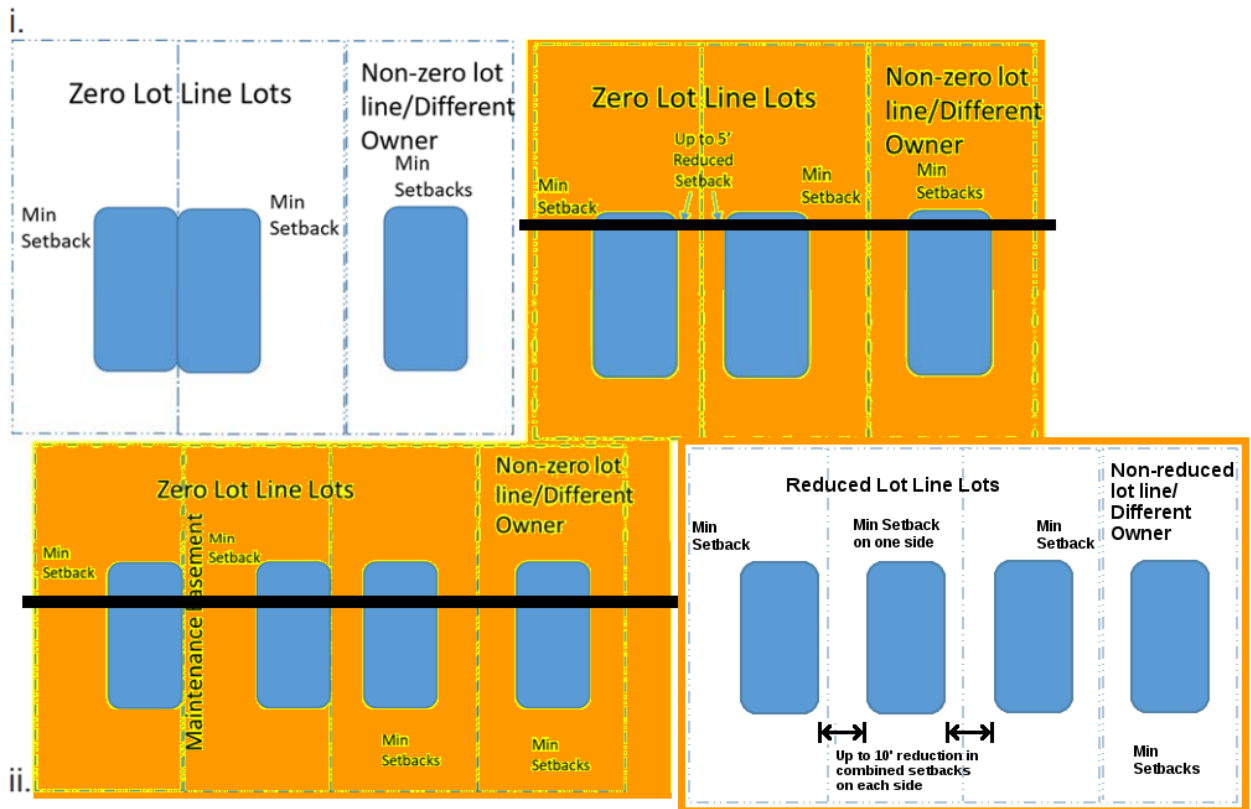 i.
Zero Lot Line Lots
Non-zero lot
line/Different
Owner
Min
Setbacks
Min
Setback
Min
Setback
Zero Lot Line Lots
Non-zero lot
line/Different
Owner
Up to 5'
Reduced
Setback
Min
Setback
Min
Setback
Min
Setbacks
Zero Lot Line Lots
Non-zero lot
line/Different
Owner
Min
Setback
Maintenance Easement
Min
Setback
Min
Setbacks
Min
Setbacks
ii.
Reduced Lot Line Lots
Non-reduced
lot line/
Different
Owner
Min
Setback
Min Setback
on one side
Min
Setback
Up to 10' reduction in
combined setbacks
on each side
Min
Setbacks